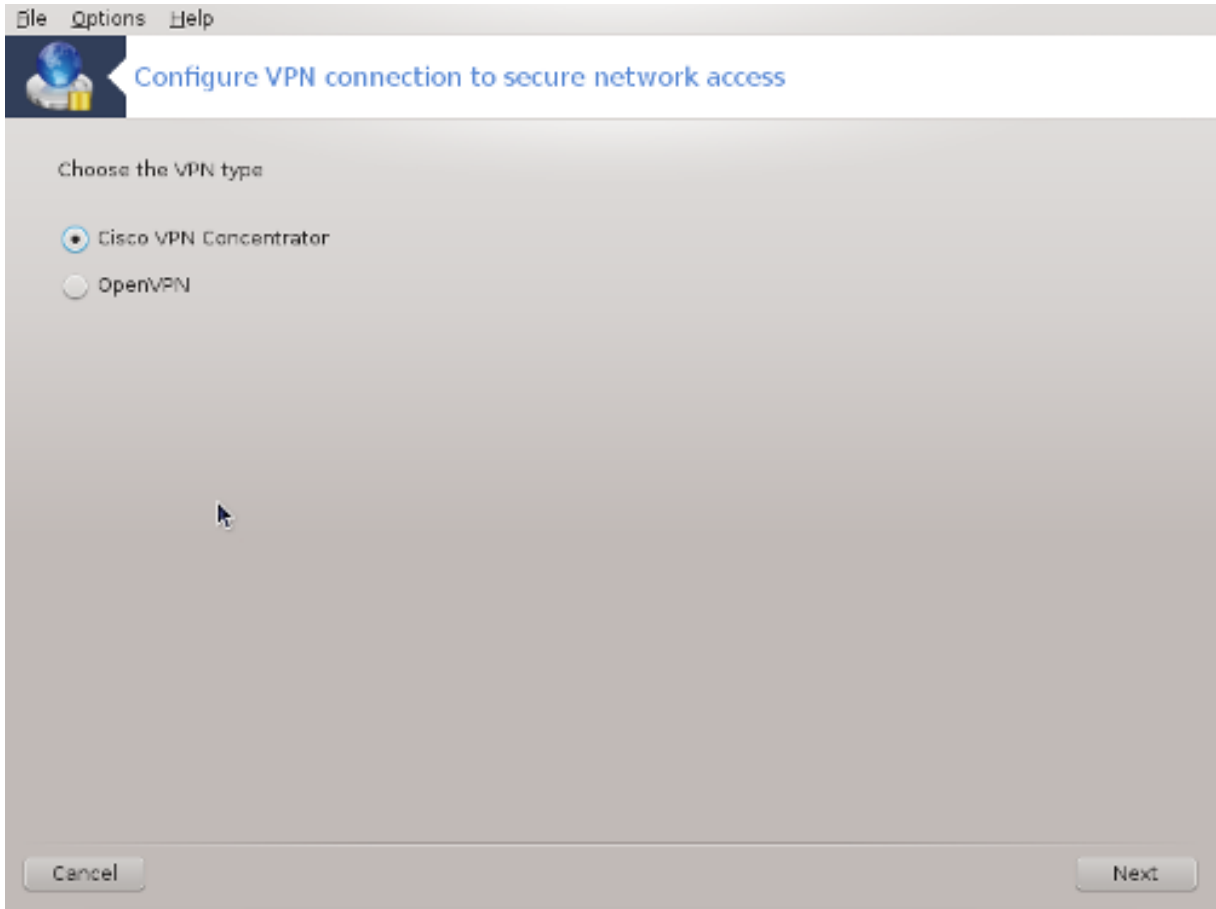 File Options Help
Configure VPN connection to secure network access
Choose the VPN type
Cisco VPN Concentrator
OpenVPN
Cancel Next